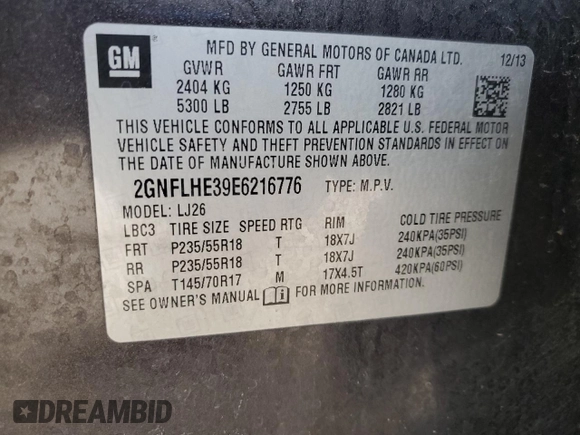 GM
MFD BY GENERAL MOTORS OF CANADA LTD. 12/13
GVWR GAWR FRT GAWR RR
2404 KG 1250 KG 1280 KG
5300 LB 2755 LB 2821 LB
THIS VEHICLE CONFORMS TO ALL APPLICABLE U.S. FEDERAL MOTOR
VEHICLE SAFETY AND THEFT PREVENTION STANDARDS IN EFFECT ON
THE DATE OF MANUFACTURE SHOWN ABOVE.
2GNFLHE39E6216776 TYPE: M.P.V.
MODEL: LJ26
LBC3 TIRE SIZE SPEED RTG RIM COLD TIRE PRESSURE
FRT P235/55R18 T 18X7J 240KPA(35PSI)
RR P235/55R18 T 18X7J 240KPA(35PSI)
SPA T145/70R17 M 17X4.5T 420KPA(60PSI)
SEE OWNER'S MANUAL FOR MORE INFORMATION
DREAMBID